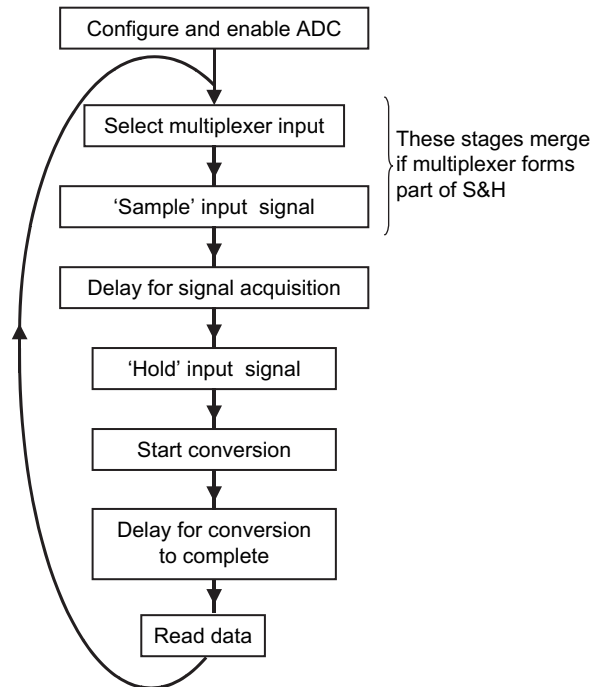 Configure and enable ADC
Select multiplexer input
These stages merge
if multiplexer forms
part of S&H
‘Sample’ input signal
Delay for signal acquisition
‘Hold’ input signal
Start conversion
Delay for conversion
to complete
Read data